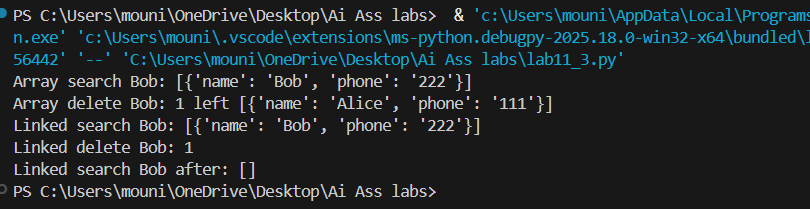 PS C:\Users\mouni\OneDrive\Desktop\Ai Ass labs>  & 'c:\Users\mouni\AppData\Local\Programs
n.exe' 'c:\Users\mouni\.vscode\extensions\ms-python.debugpy-2025.18.0-win32-x64\bundled\l
56442' '--' 'C:\Users\mouni\OneDrive\Desktop\Ai Ass labs\lab11_3.py'
Array search Bob: [{'name': 'Bob', 'phone': '222'}]
Array delete Bob: 1 left [{'name': 'Alice', 'phone': '111'}]
Linked search Bob: [{'name': 'Bob', 'phone': '222'}]
Linked delete Bob: 1
Linked search Bob after: []
PS C:\Users\mouni\OneDrive\Desktop\Ai Ass labs>